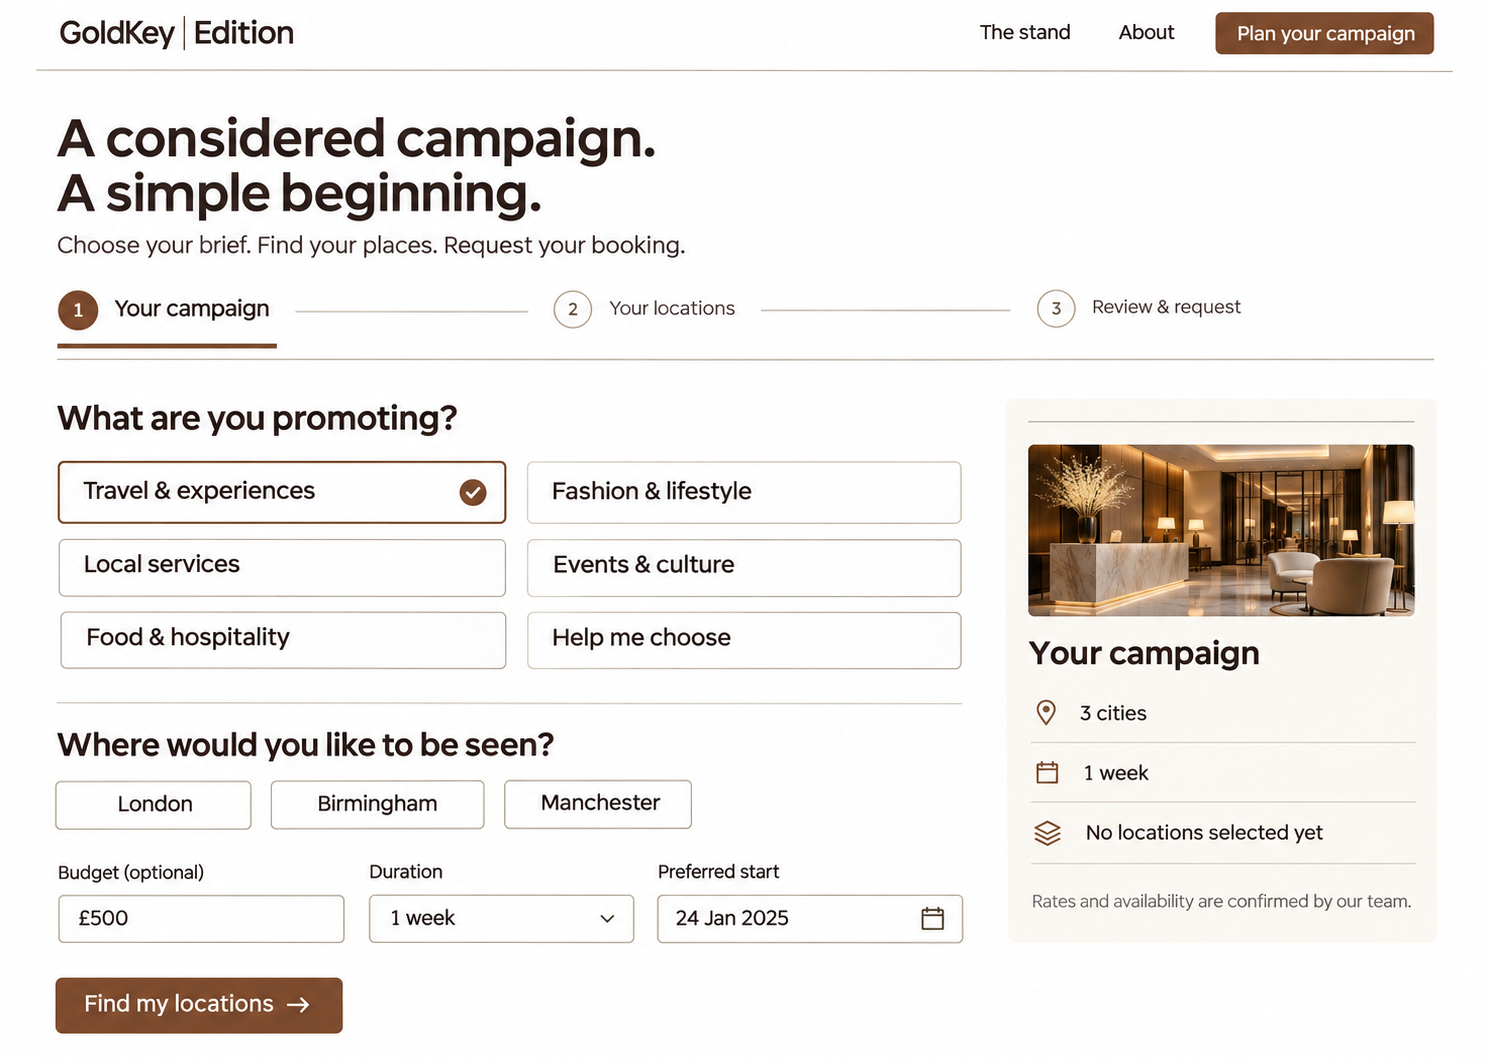 GoldKey | Edition
The stand
About
Plan your campaign
A considered campaign.
A simple beginning.
Choose your brief. Find your places. Request your booking.
1 Your campaign
2 Your locations
3 Review & request
What are you promoting?
Travel & experiences
Fashion & lifestyle
Local services
Events & culture
Food & hospitality
Help me choose
Where would you like to be seen?
London
Birmingham
Manchester
Budget (optional)
Duration
Preferred start
£500
1 week
24 Jan 2025
Find my locations →
Your campaign
3 cities
1 week
No locations selected yet
Rates and availability are confirmed by our team.